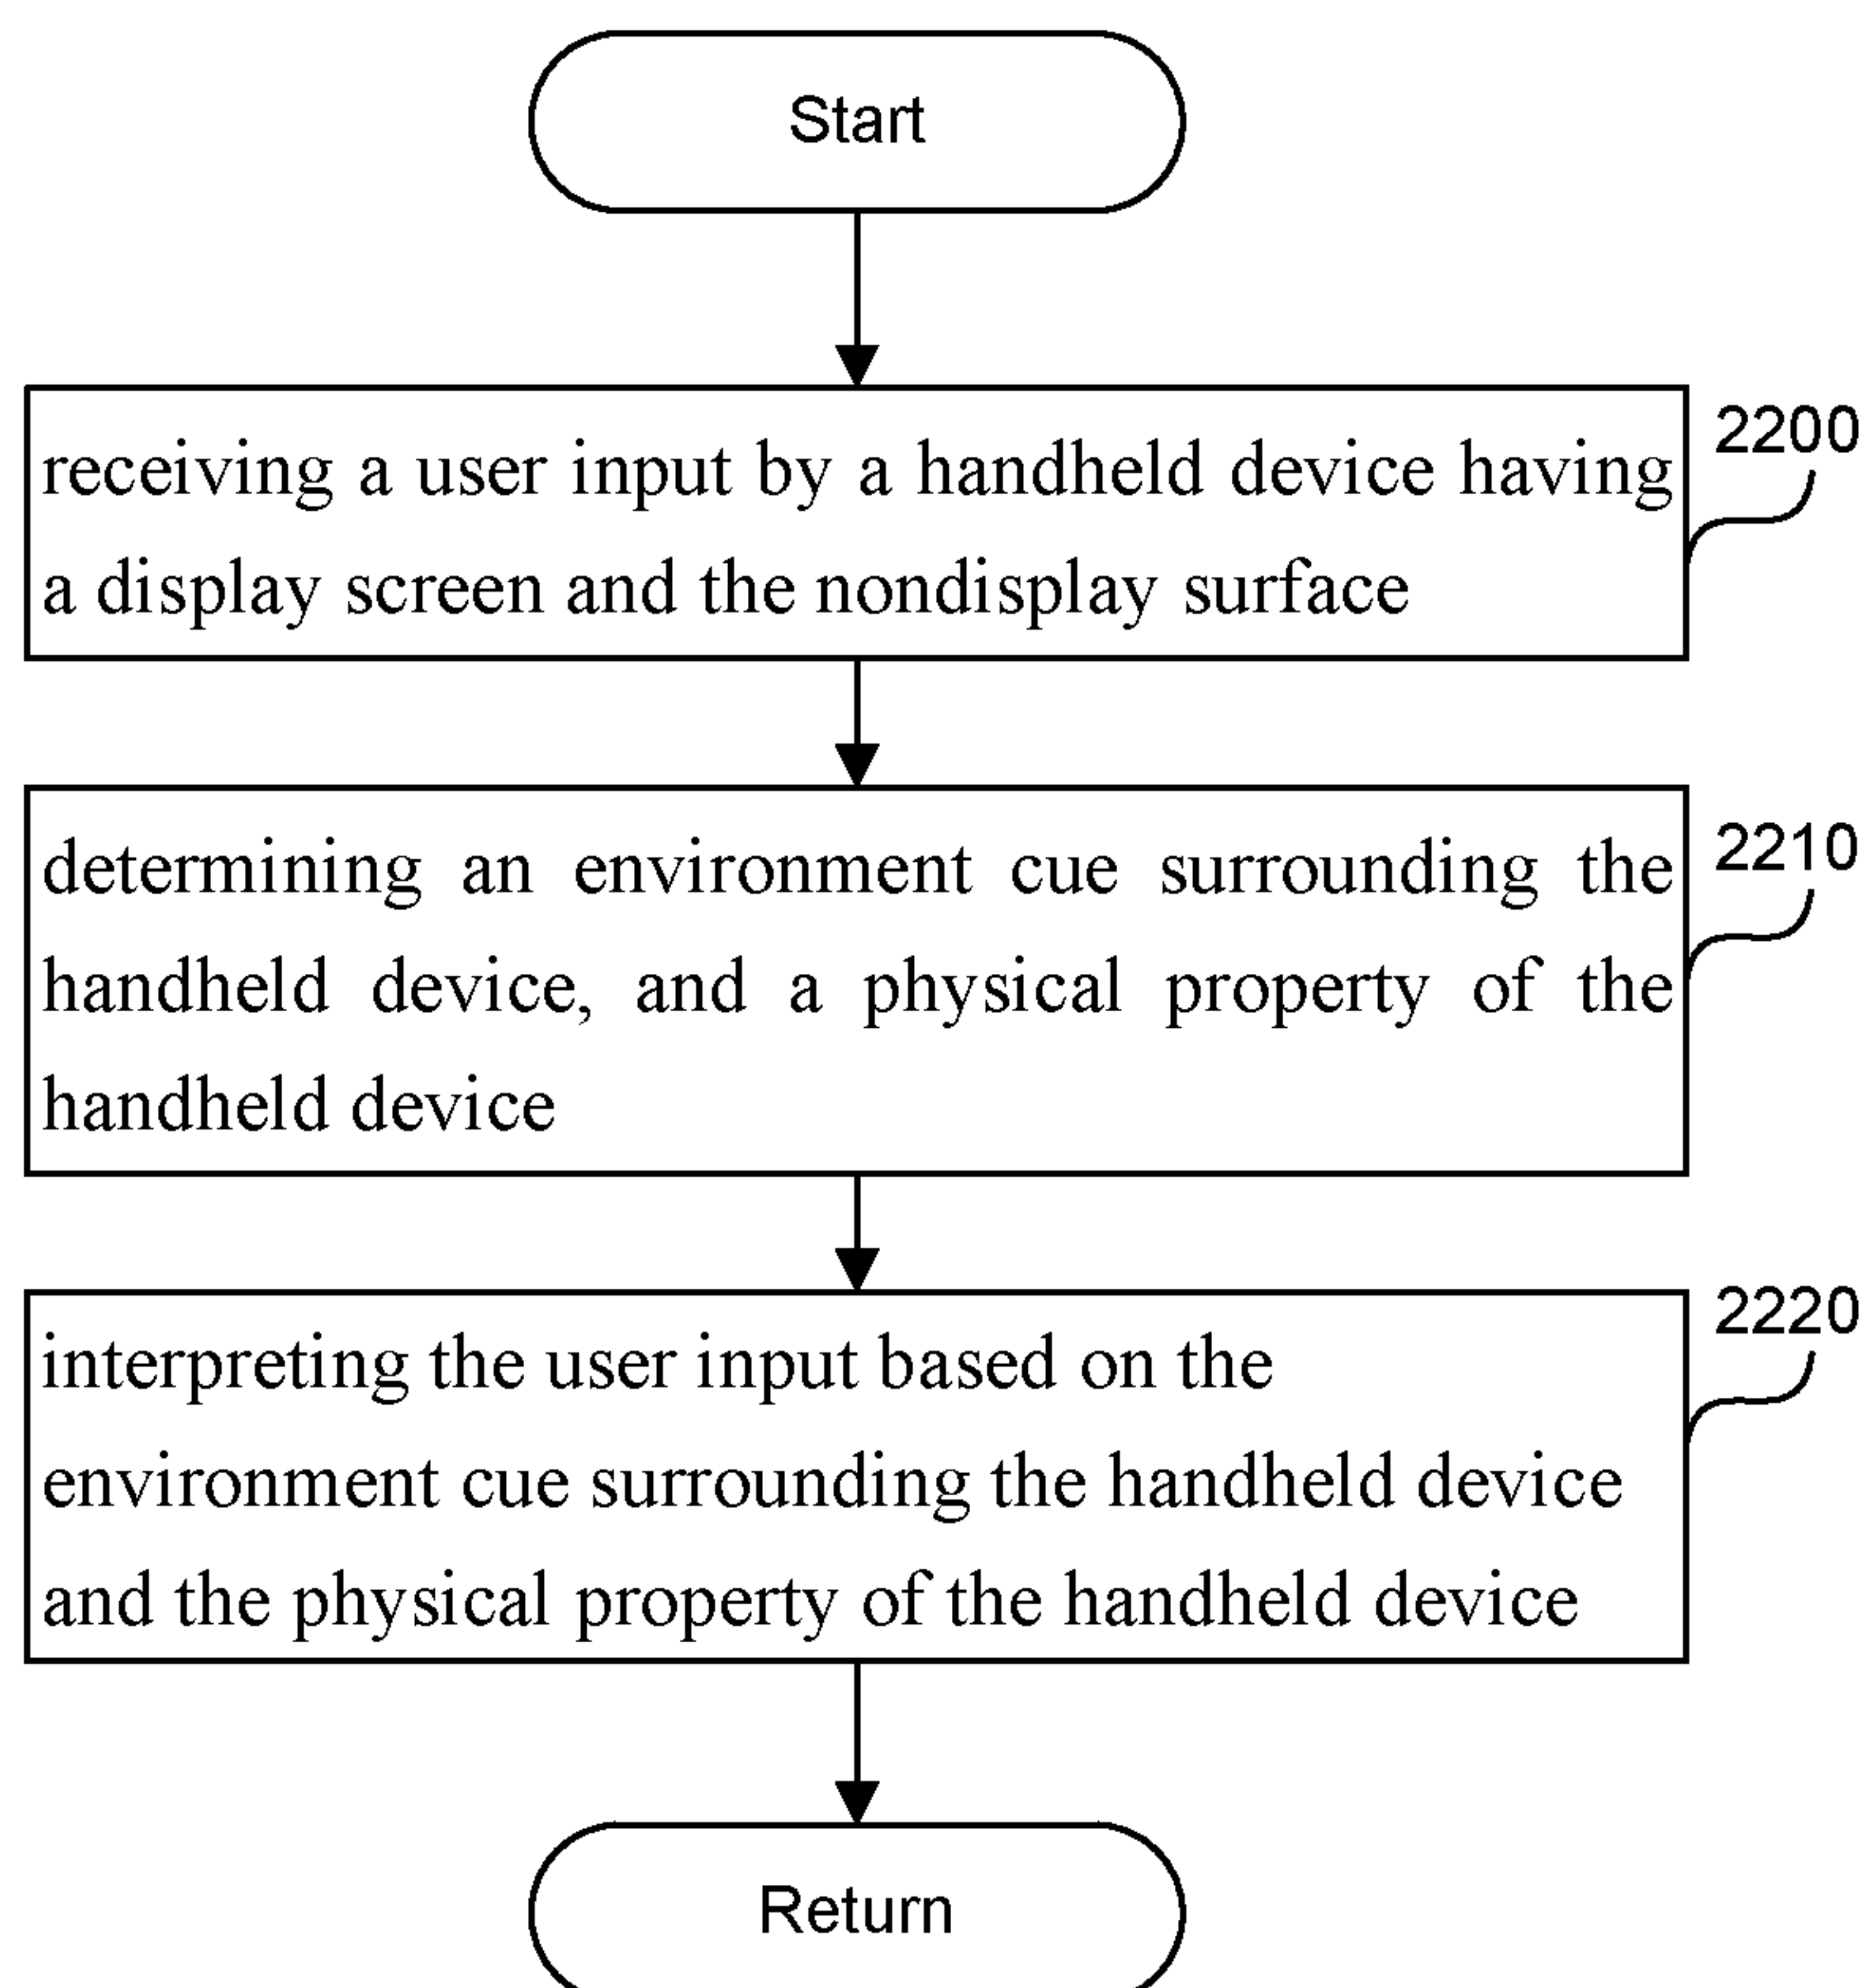 Start
receiving a user input by a handheld device having
a display screen and the nondisplay surface
2200
determining an environment cue surrounding the
handheld device, and a physical property of the
handheld device
2210
interpreting the user input based on the
environment cue surrounding the handheld device
and the physical property of the handheld device
2220
Return